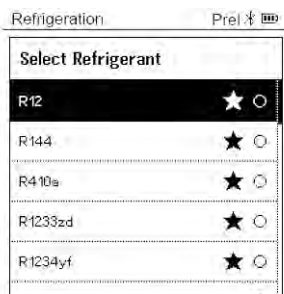 Refrigeration Prel
Select Refrigerant
R12
R144
R410a
R1233zd
R1234yf